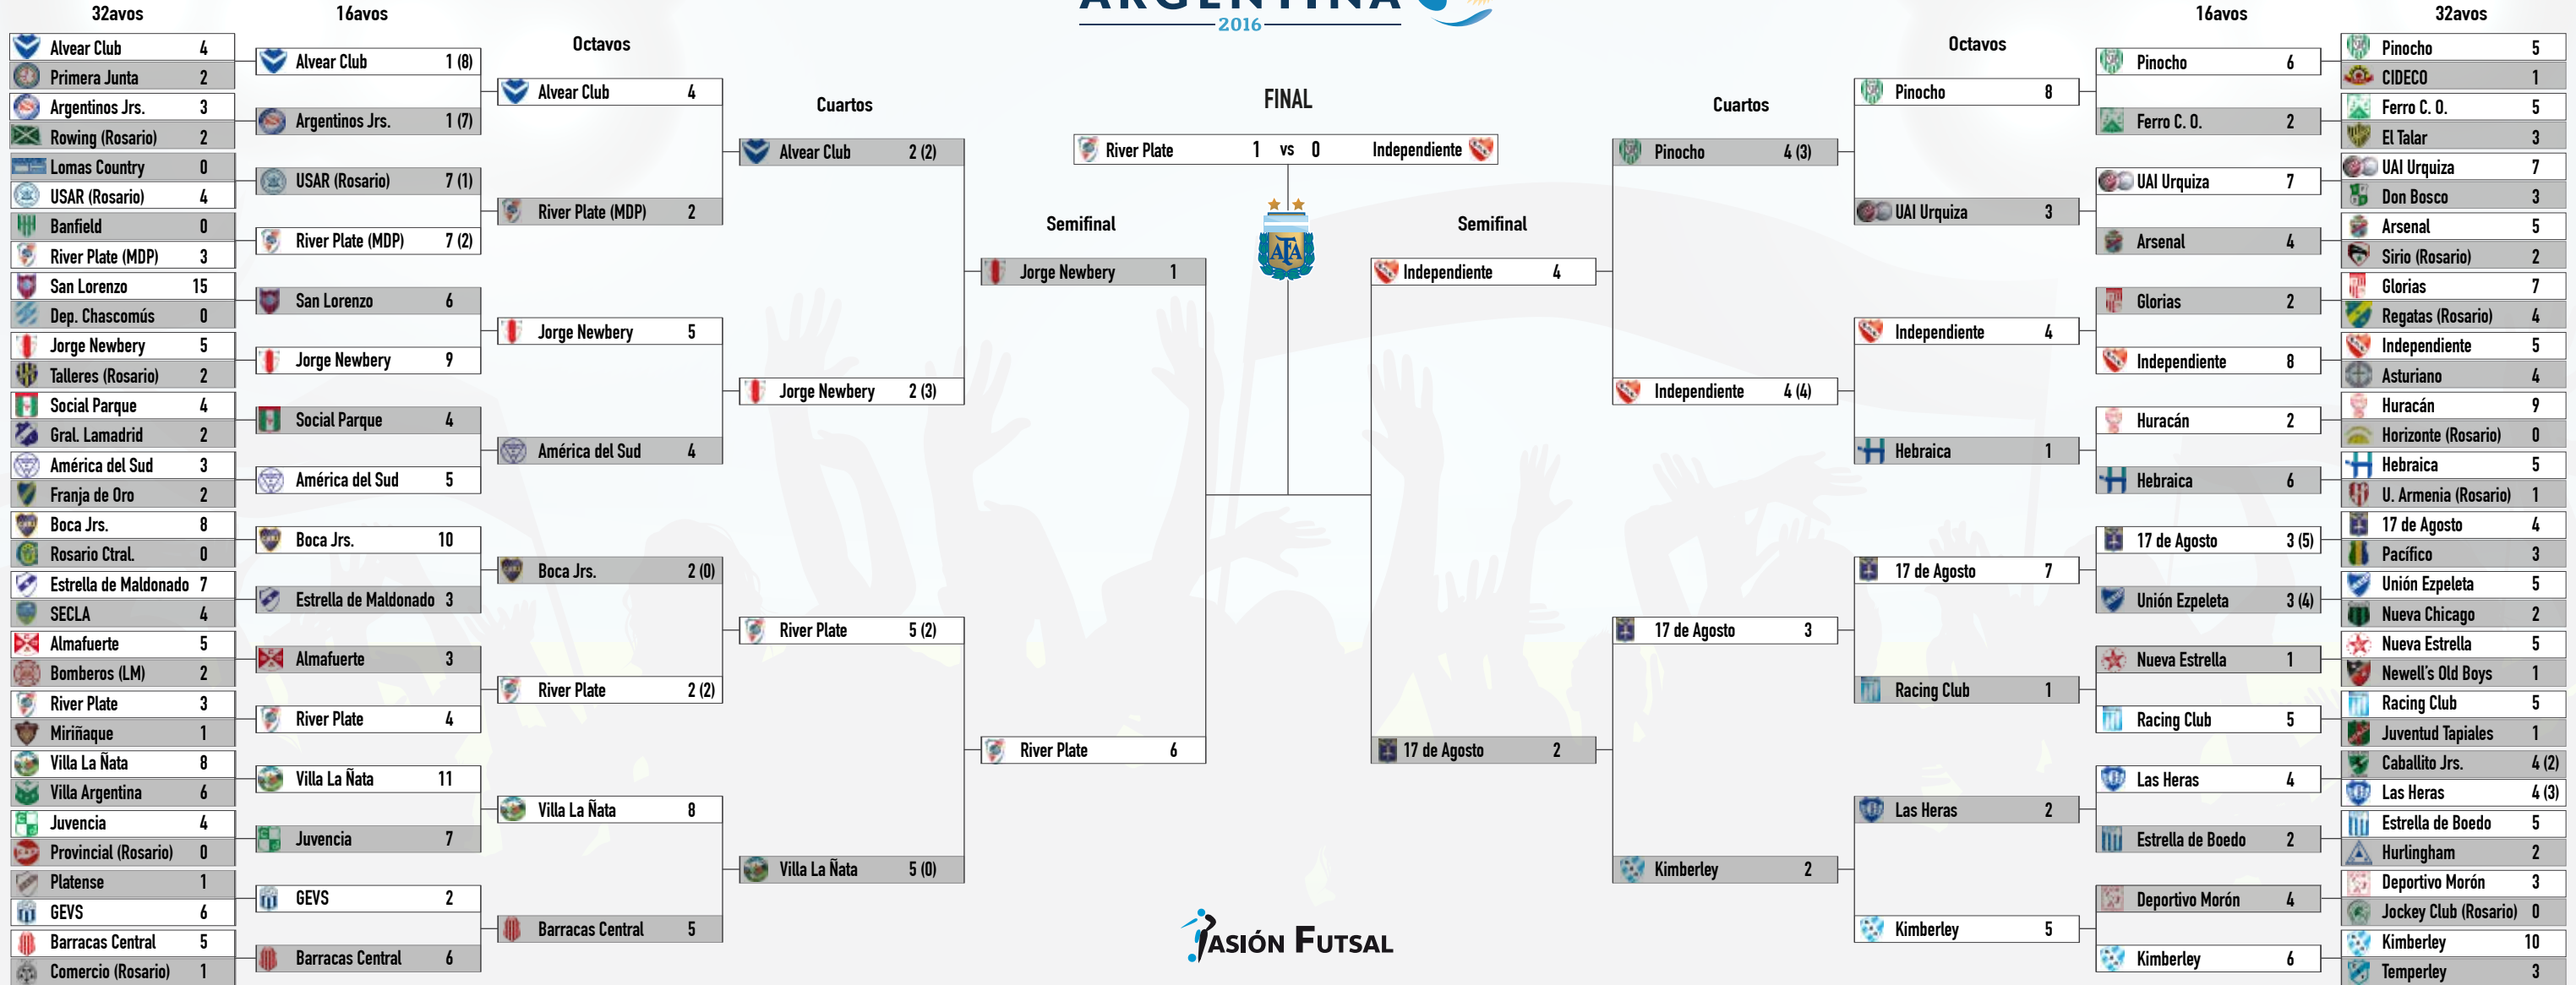 ARGENTINA
2016
32avos
Alvear Club 4
Primera Junta 2
Argentinos Jrs. 3
Rowing (Rosario) 2
Lomas Country 0
USAR (Rosario) 4
Banfield 0
River Plate (MDP) 3
San Lorenzo 15
Dep. Chascomús 0
Jorge Newbery 5
Talleres (Rosario) 2
Social Parque 4
Gral. Lamadrid 2
América del Sud 3
Franja de Oro 2
Boca Jrs. 8
Rosario Ctral. 0
Estrella de Maldonado 7
SECLA 4
Almafuerte 5
Bomberos (LM) 2
River Plate 3
Miriñaque 1
Villa La Ñata 8
Villa Argentina 6
Juvencia 4
Provincial (Rosario) 0
Platense 1
GEVS 6
Barracas Central 5
Comercio (Rosario) 1
16avos
Alvear Club 1 (8)
Argentinos Jrs. 1 (7)
USAR (Rosario) 7 (1)
River Plate (MDP) 7 (2)
San Lorenzo 6
Jorge Newbery 9
Social Parque 4
América del Sud 5
Boca Jrs. 10
Estrella de Maldonado 3
Almafuerte 3
River Plate 4
Villa La Ñata 11
Juvencia 7
GEVS 2
Barracas Central 6
Octavos
Alvear Club 4
River Plate (MDP) 2
Jorge Newbery 5
América del Sud 4
Boca Jrs. 2 (0)
River Plate 2 (2)
Villa La Ñata 8
Barracas Central 5
Cuartos
Alvear Club 2 (2)
Jorge Newbery 2 (3)
River Plate 5 (2)
Villa La Ñata 5 (0)
Semifinal
Jorge Newbery 1
River Plate 6
FINAL
River Plate 1 vs 0 Independiente
AFA
PASIÓN FUTSAL
Semifinal
Independiente 4
17 de Agosto 2
Cuartos
Pinocho 4 (3)
Independiente 4 (4)
17 de Agosto 3
Kimberley 2
Octavos
Pinocho 8
UAI Urquiza 3
Independiente 4
Hebraica 1
17 de Agosto 7
Racing Club 1
Las Heras 2
Kimberley 5
16avos
Pinocho 6
Ferro C. O. 2
UAI Urquiza 7
Arsenal 4
Glorias 2
Independiente 8
Huracán 2
Hebraica 6
17 de Agosto 3 (5)
Unión Ezpeleta 3 (4)
Nueva Estrella 1
Racing Club 5
Las Heras 4
Estrella de Boedo 2
Deportivo Morón 4
Kimberley 6
32avos
Pinocho 5
CIDECO 1
Ferro C. O. 5
El Talar 3
UAI Urquiza 7
Don Bosco 3
Arsenal 5
Sirio (Rosario) 2
Glorias 7
Regatas (Rosario) 4
Independiente 5
Asturiano 4
Huracán 9
Horizonte (Rosario) 0
Hebraica 5
U. Armenia (Rosario) 1
17 de Agosto 4
Pacífico 3
Unión Ezpeleta 5
Nueva Chicago 2
Nueva Estrella 5
Newell's Old Boys 1
Racing Club 5
Juventud Tapiales 1
Caballito Jrs. 4 (2)
Las Heras 4 (3)
Estrella de Boedo 5
Hurlingham 2
Deportivo Morón 3
Jockey Club (Rosario) 0
Kimberley 10
Temperley 3